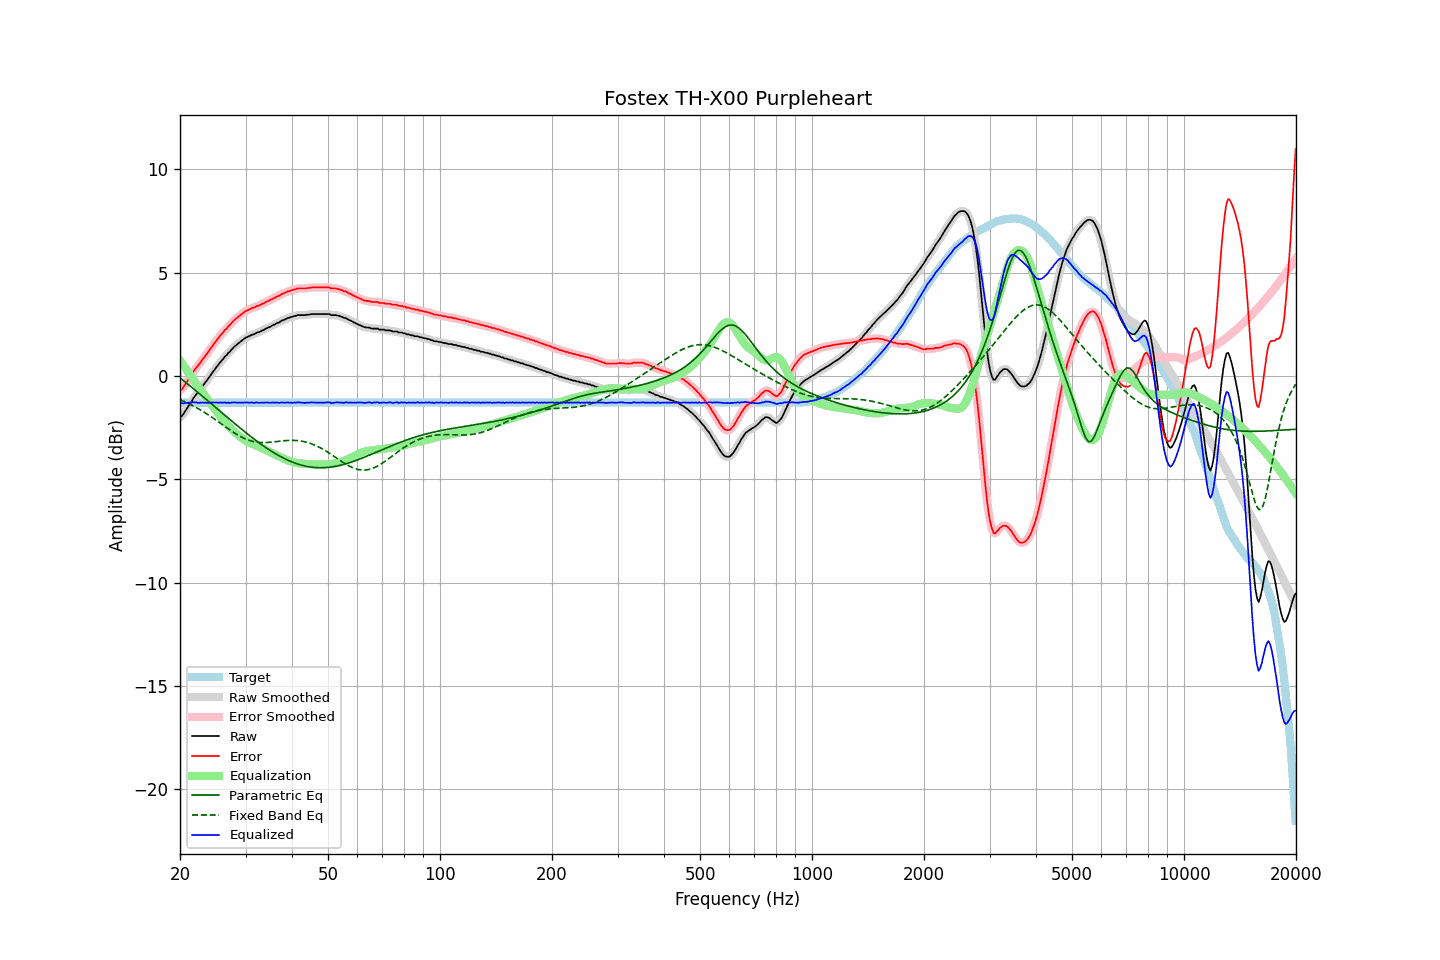 Fostex TH-X00 Purpleheart
Amplitude (dBr)
10
5
0
−5
−10
−15
−20
Target
Raw Smoothed
Error Smoothed
Raw
Error
Equalization
Parametric Eq
Fixed Band Eq
Equalized
20
50
100
200
500
1000
2000
5000
10000
20000
Frequency (Hz)